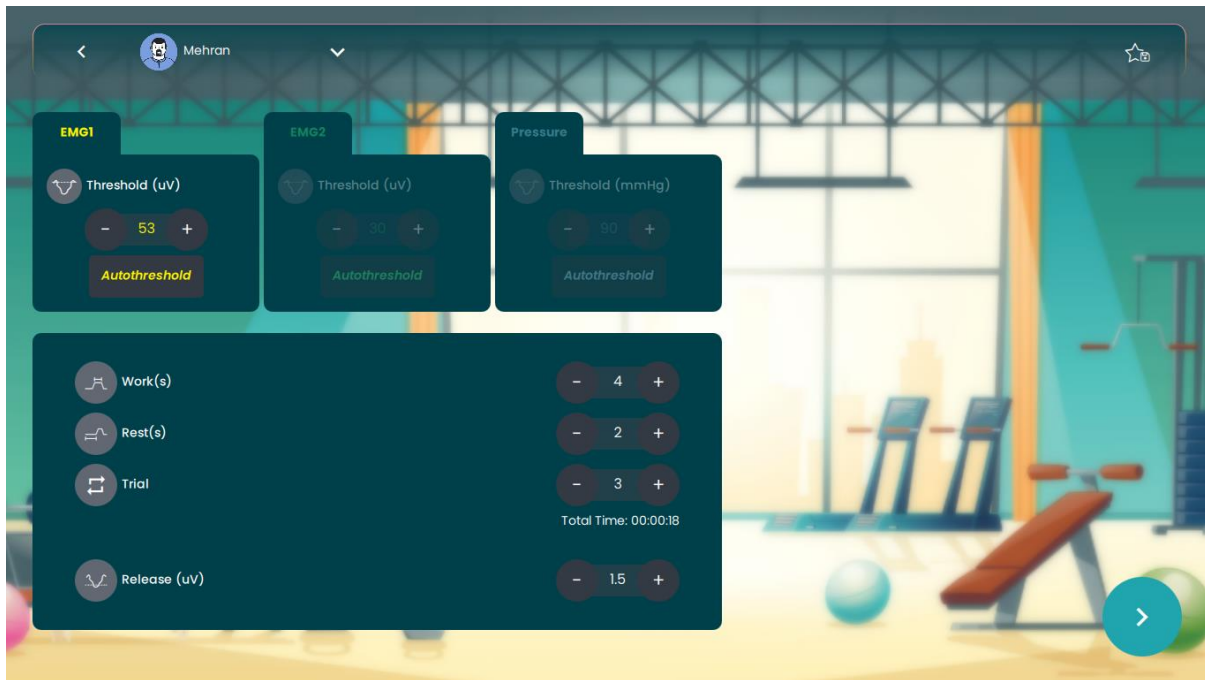 Mehran
EMG1
EMG2
Pressure
Threshold (uV)
Threshold (uV)
Threshold (mmHg)
- 53 +
- 30 +
- 90 +
Autothreshold
Autothreshold
Autothreshold
Work(s)
- 4 +
Rest(s)
- 2 +
Trial
- 3 +
Total Time: 00:00:18
Release (uV)
- 1.5 +